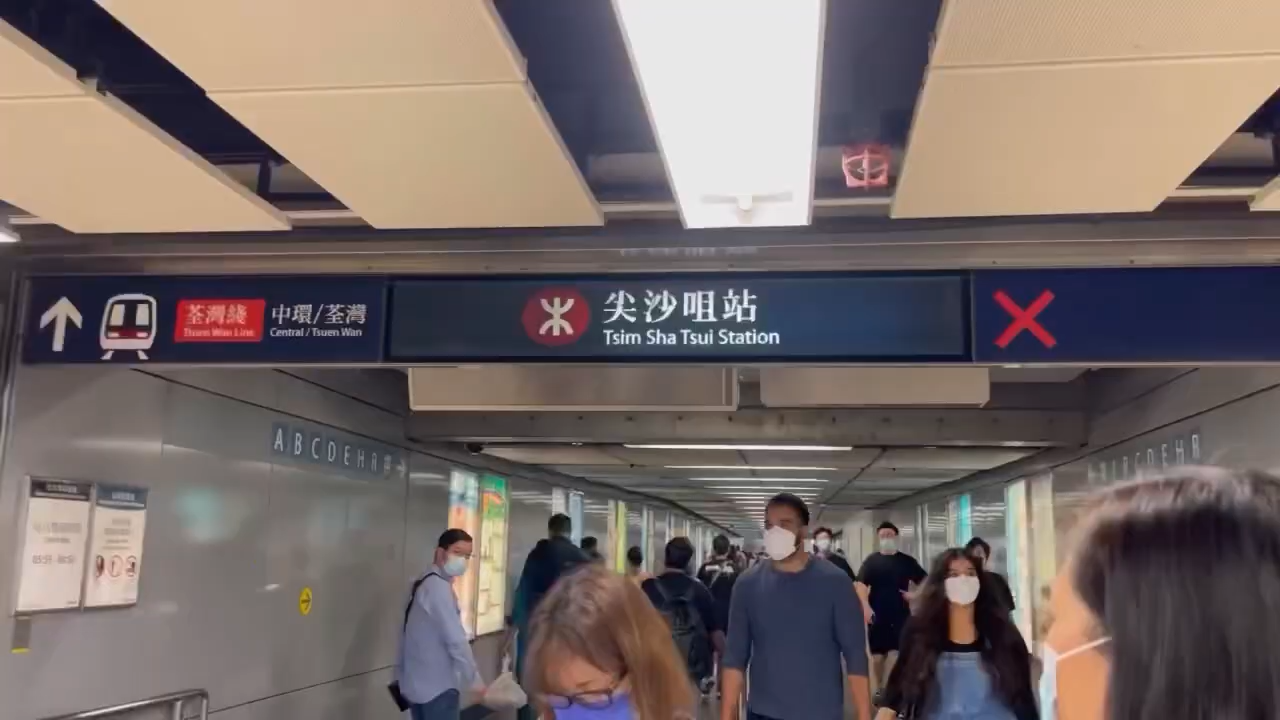 荃灣綫
Tsuen Wan Line
中環/荃灣
Central / Tsuen Wan
尖沙咀站
Tsim Sha Tsui Station
A B C D E H R